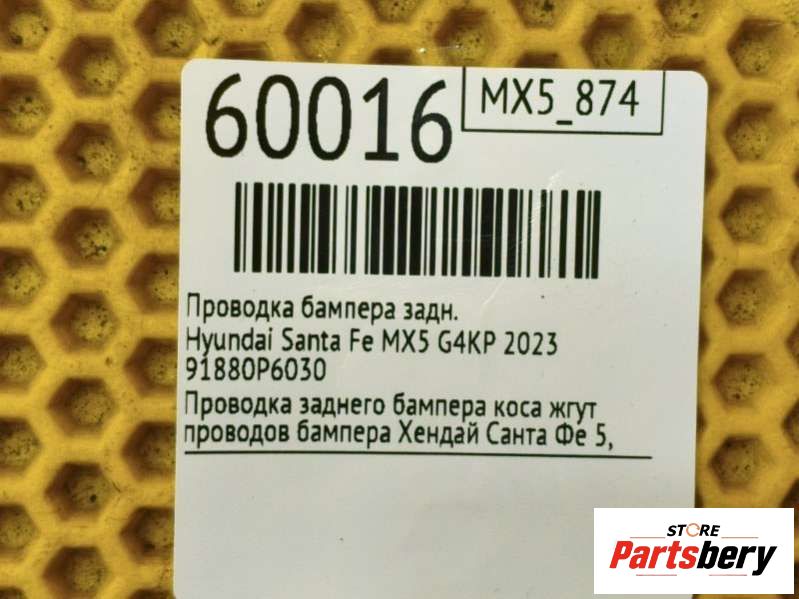 60016
MX5_874
Проводка бампера задн.
Hyundai Santa Fe MX5 G4KP 2023
91880P6030
Проводка заднего бампера коса жгут
проводов бампера Хендай Санта Фе 5,
STORE
Partsbery